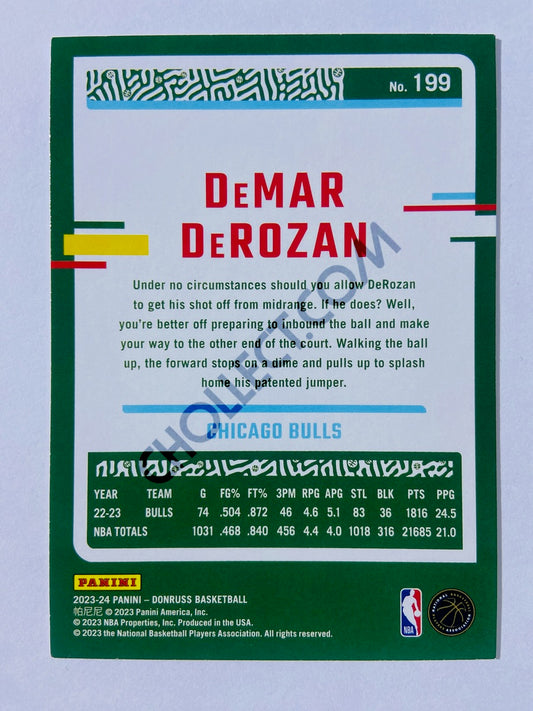 No. 199
DeMAR
DeROZAN
Under no circumstances should you allow DeRozan
to get his shot off from midrange. If he does? Well,
you're better off preparing to inbound the ball and make
your way to the other end of the court. Walking the ball
up, the forward stops on a dime and pulls up to splash
home his patented jumper.
CHOLLECT.COM
CHICAGO BULLS
YEAR TEAM G FG% FT% 3PM RPG APG STL BLK PTS PPG
22-23 BULLS 74 .504 .872 46 4.6 5.1 83 36 1816 24.5
NBA TOTALS 1031 .468 .840 456 4.4 4.0 1018 316 21685 21.0
PANINI
2023-24 PANINI – DONRUSS BASKETBALL
帕尼尼 © 2023 Panini America, Inc.
© 2023 NBA Properties, Inc. Produced in the USA.
© 2023 the National Basketball Players Association. All rights reserved.
NBA
NATIONAL BASKETBALL
PLAYERS ASSOCIATION